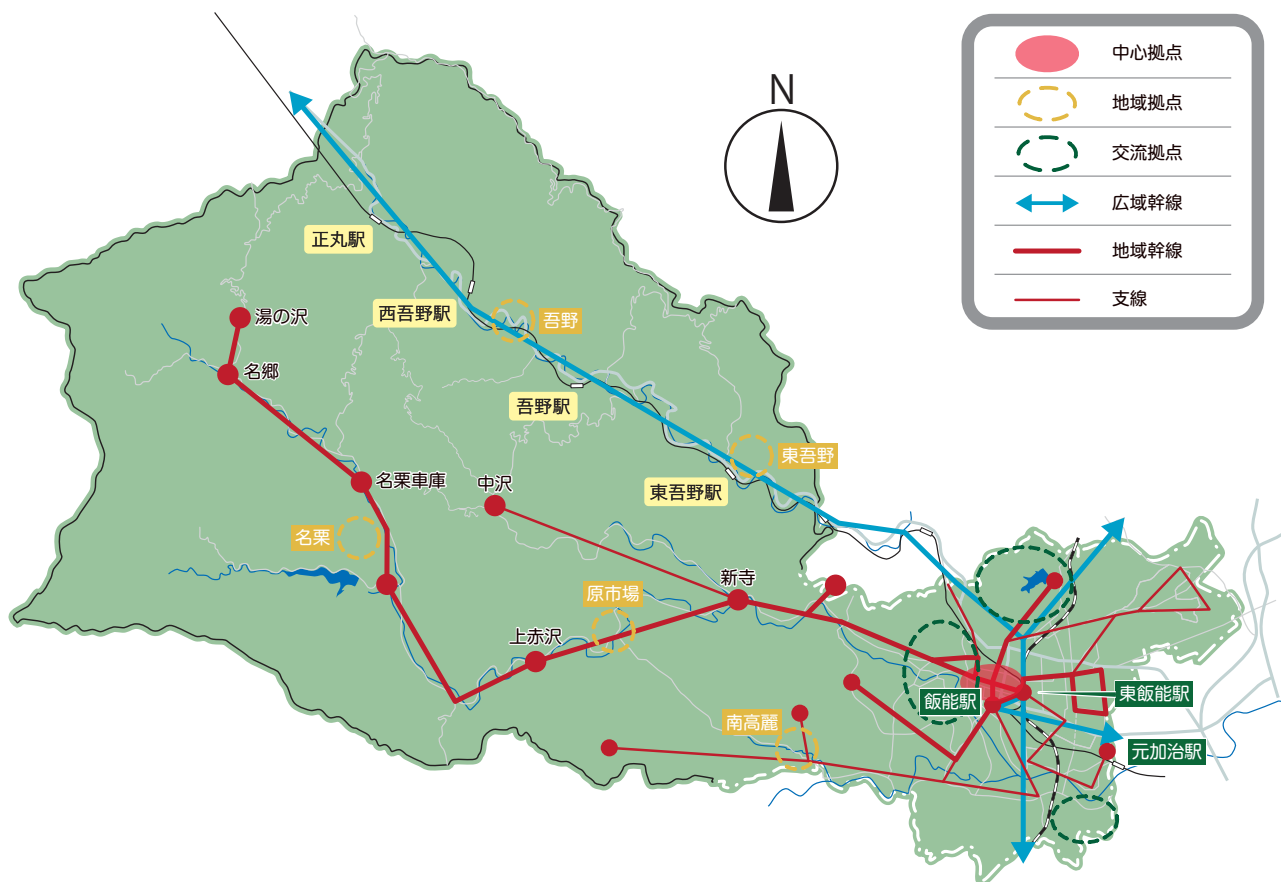 N
中心拠点
地域拠点
交流拠点
広域幹線
地域幹線
支線
正丸駅
西吾野駅
吾野
湯の沢
名郷
吾野駅
東吾野
東吾野駅
名栗車庫
中沢
名栗
新寺
原市場
上赤沢
飯能駅
東飯能駅
南高麗
元加治駅